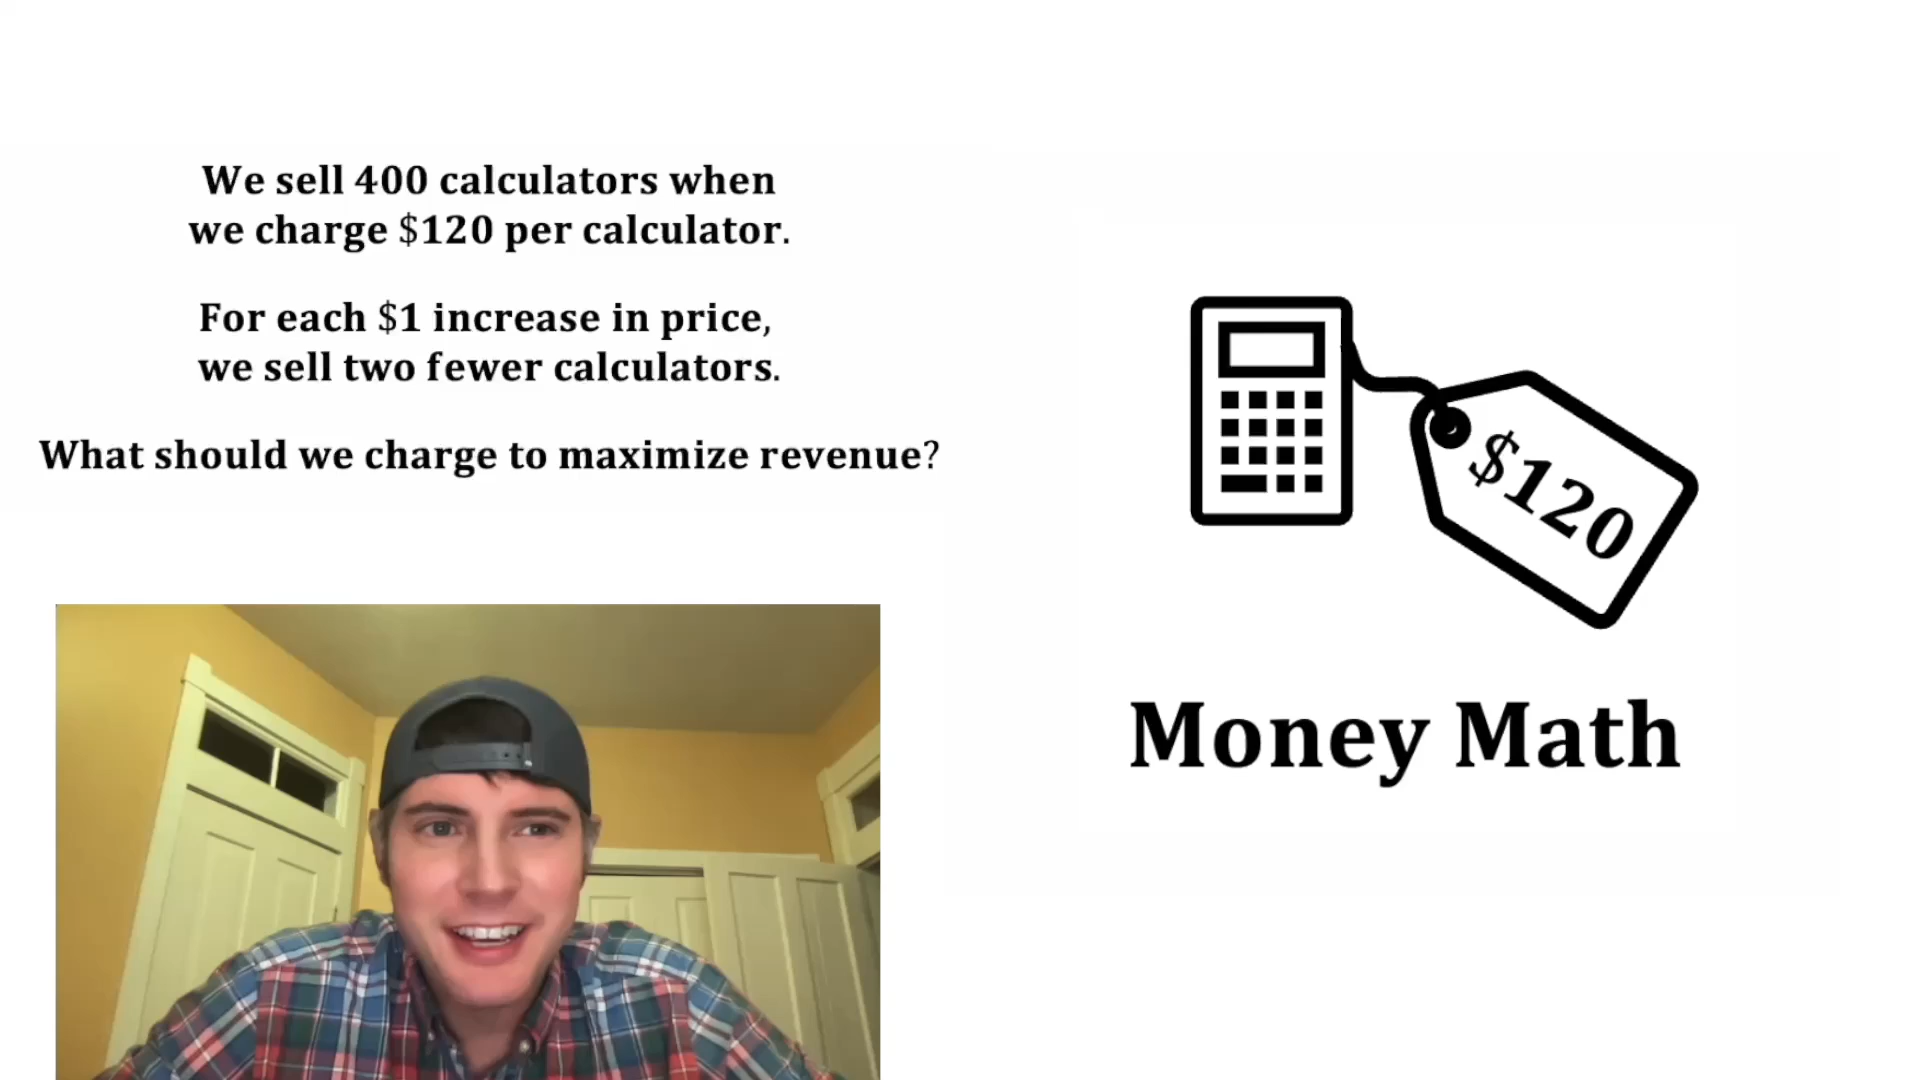 We sell 400 calculators when
we charge $120 per calculator.
For each $1 increase in price,
we sell two fewer calculators.
What should we charge to maximize revenue?
$120
Money Math